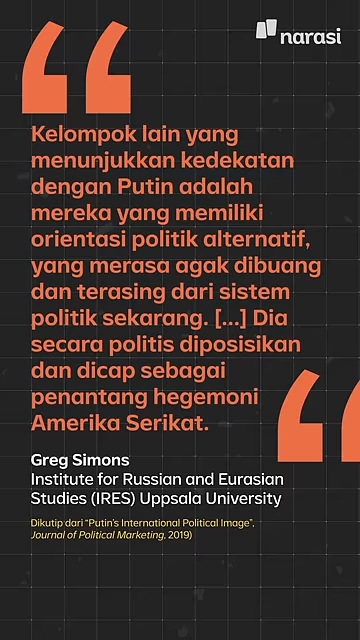 narasi
Kelompok lain yang
menunjukkan kedekatan
dengan Putin adalah
mereka yang memiliki
orientasi politik alternatif,
yang merasa agak dibuang
dan terasing dari sistem
politik sekarang. [...] Dia
secara politis diposisikan
dan dicap sebagai
penantang hegemoni
Amerika Serikat.
Greg Simons
Institute for Russian and Eurasian
Studies (IRES) Uppsala University
Dikutip dari "Putin's International Political Image",
Journal of Political Marketing, 2019)